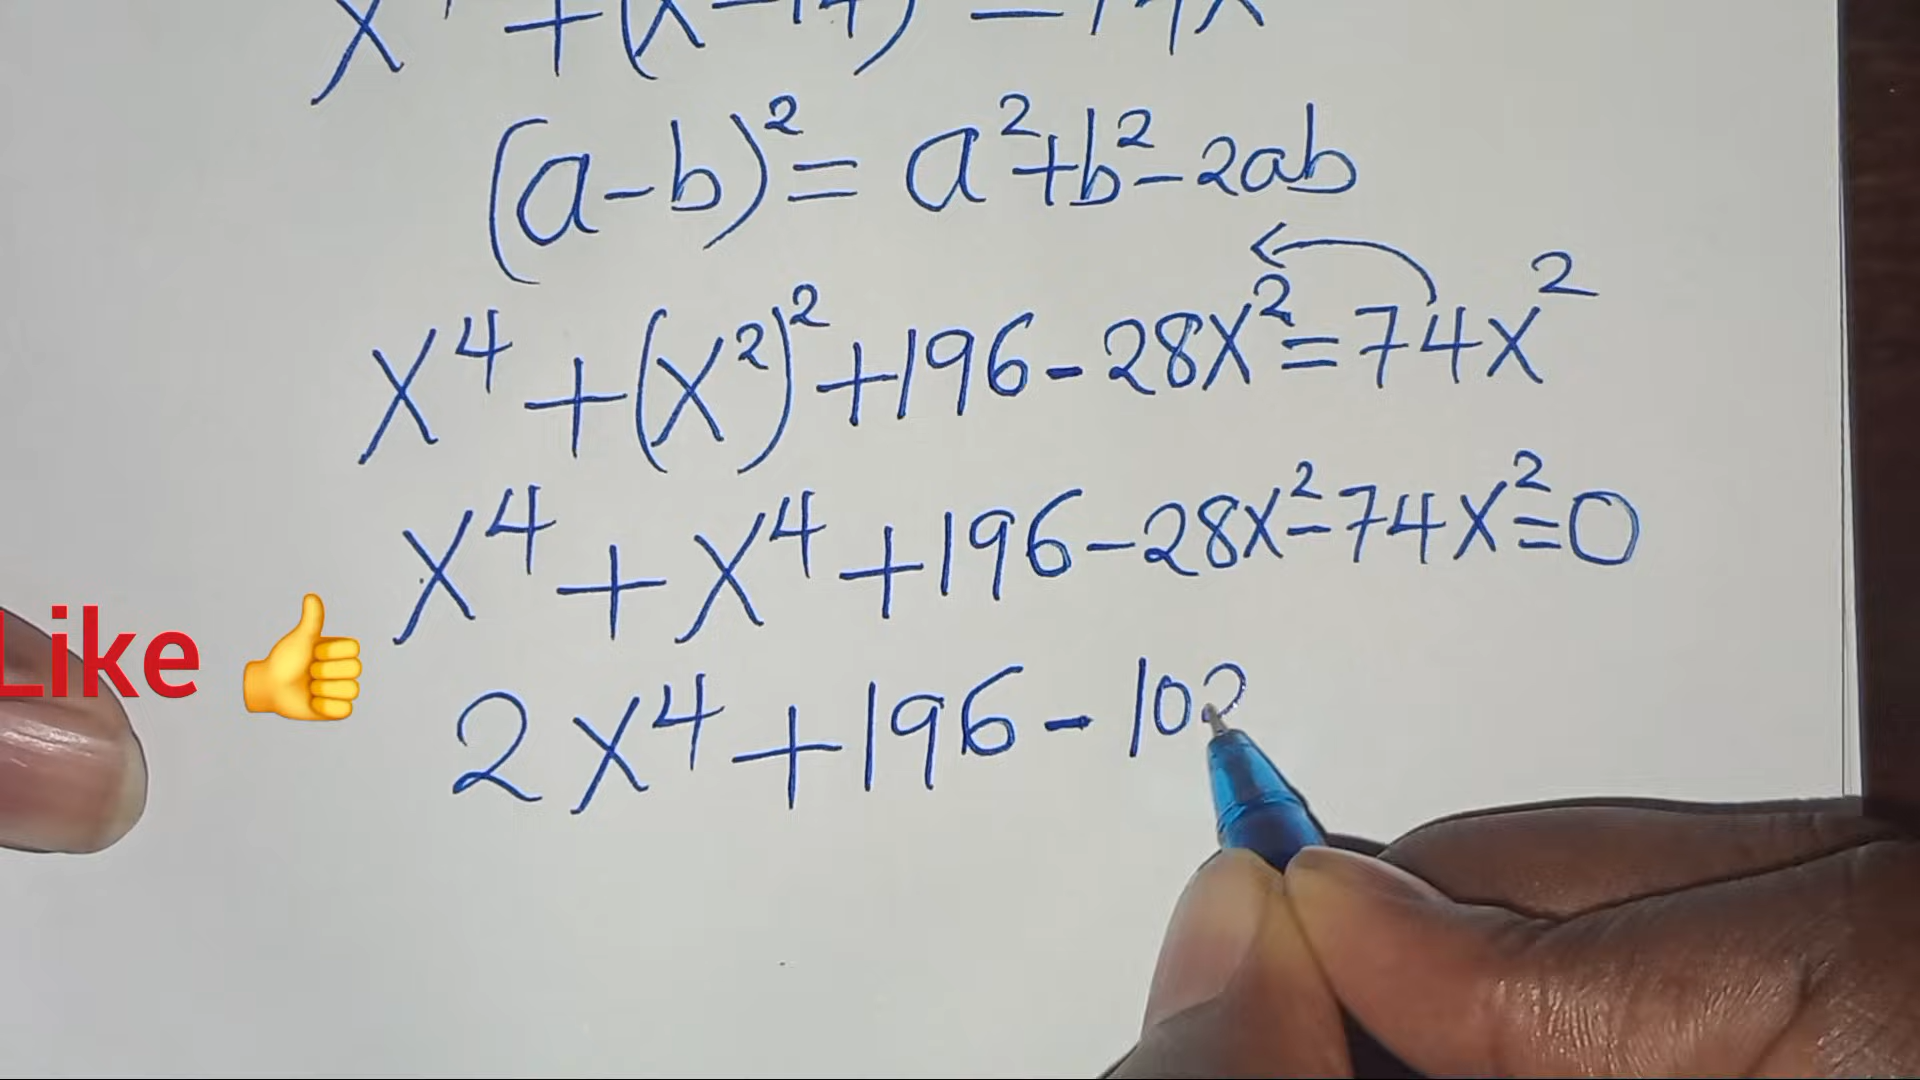 (a-b)²= a²+b²-2ab
x⁴+(x²)²+196-28x²=74x²
x⁴+x⁴+196-28x²-74x²=0
Like 👍
2x⁴+196-102